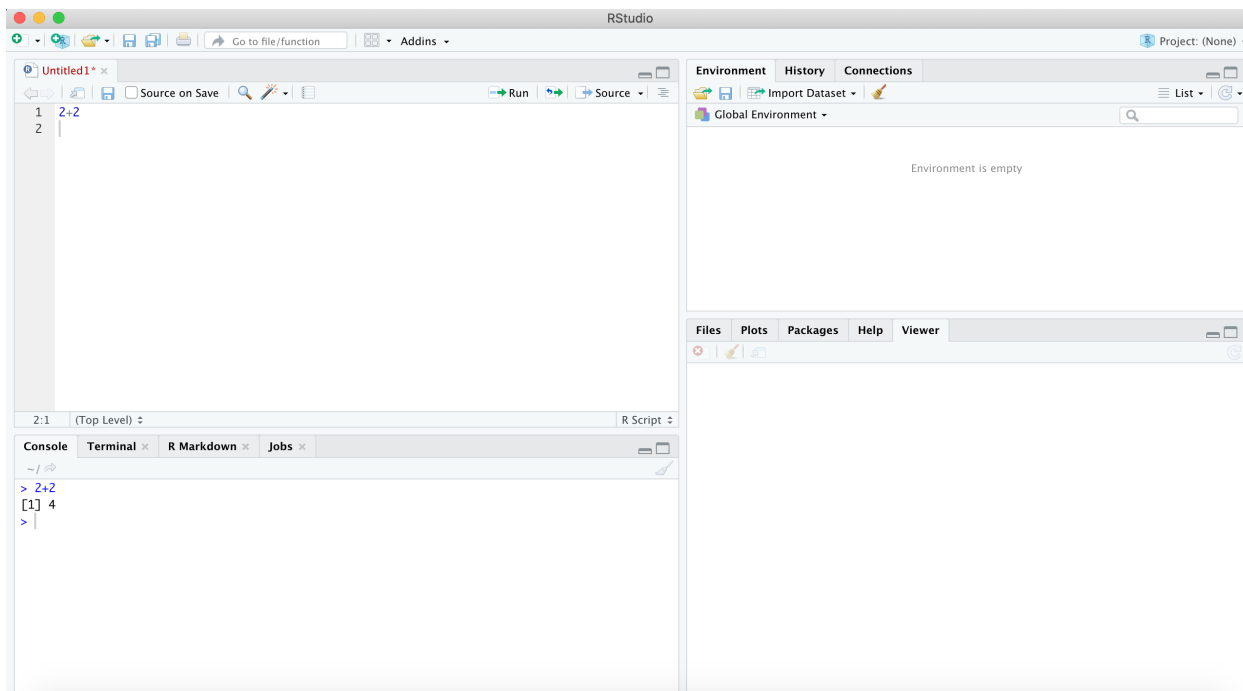 RStudio
Go to file/function Addins Project: (None)
Untitled1*
Source on Save Run Source
1 2+2
2
2:1 (Top Level) R Script
Console Terminal R Markdown Jobs
~/
> 2+2
[1] 4
>
Environment History Connections
Import Dataset List
Global Environment
Environment is empty
Files Plots Packages Help Viewer